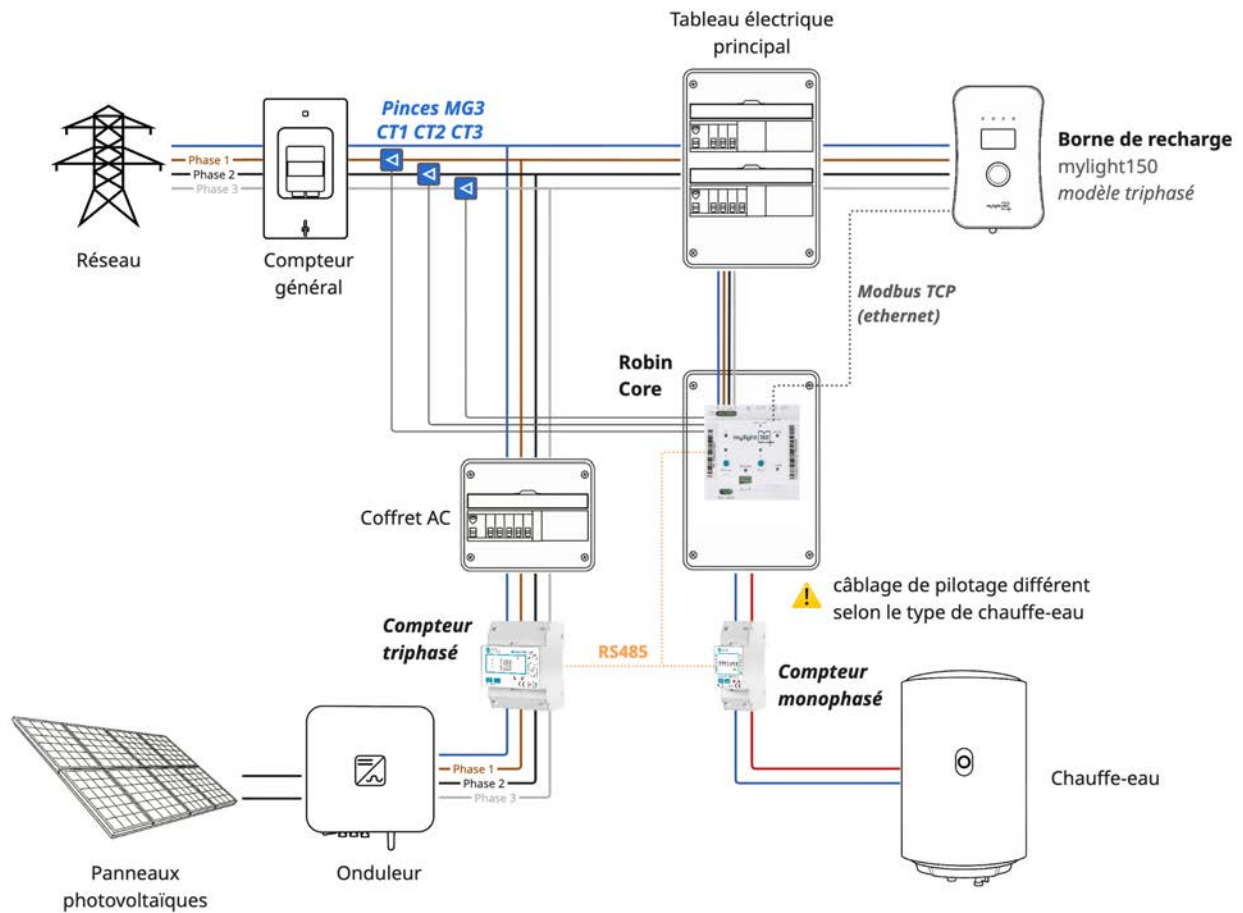 Tableau électrique
principal
Pinces MG3
CT1 CT2 CT3
Phase 1
Phase 2
Phase 3
Borne de recharge
mylight150
modèle triphasé
Réseau
Compteur
général
Modbus TCP
(ethernet)
Robin
Core
mylight150
Coffret AC
câblage de pilotage différent
selon le type de chauffe-eau
Compteur
triphasé
RS485
Compteur
monophasé
Phase 1
Phase 2
Phase 3
Chauffe-eau
Panneaux
photovoltaïques
Onduleur